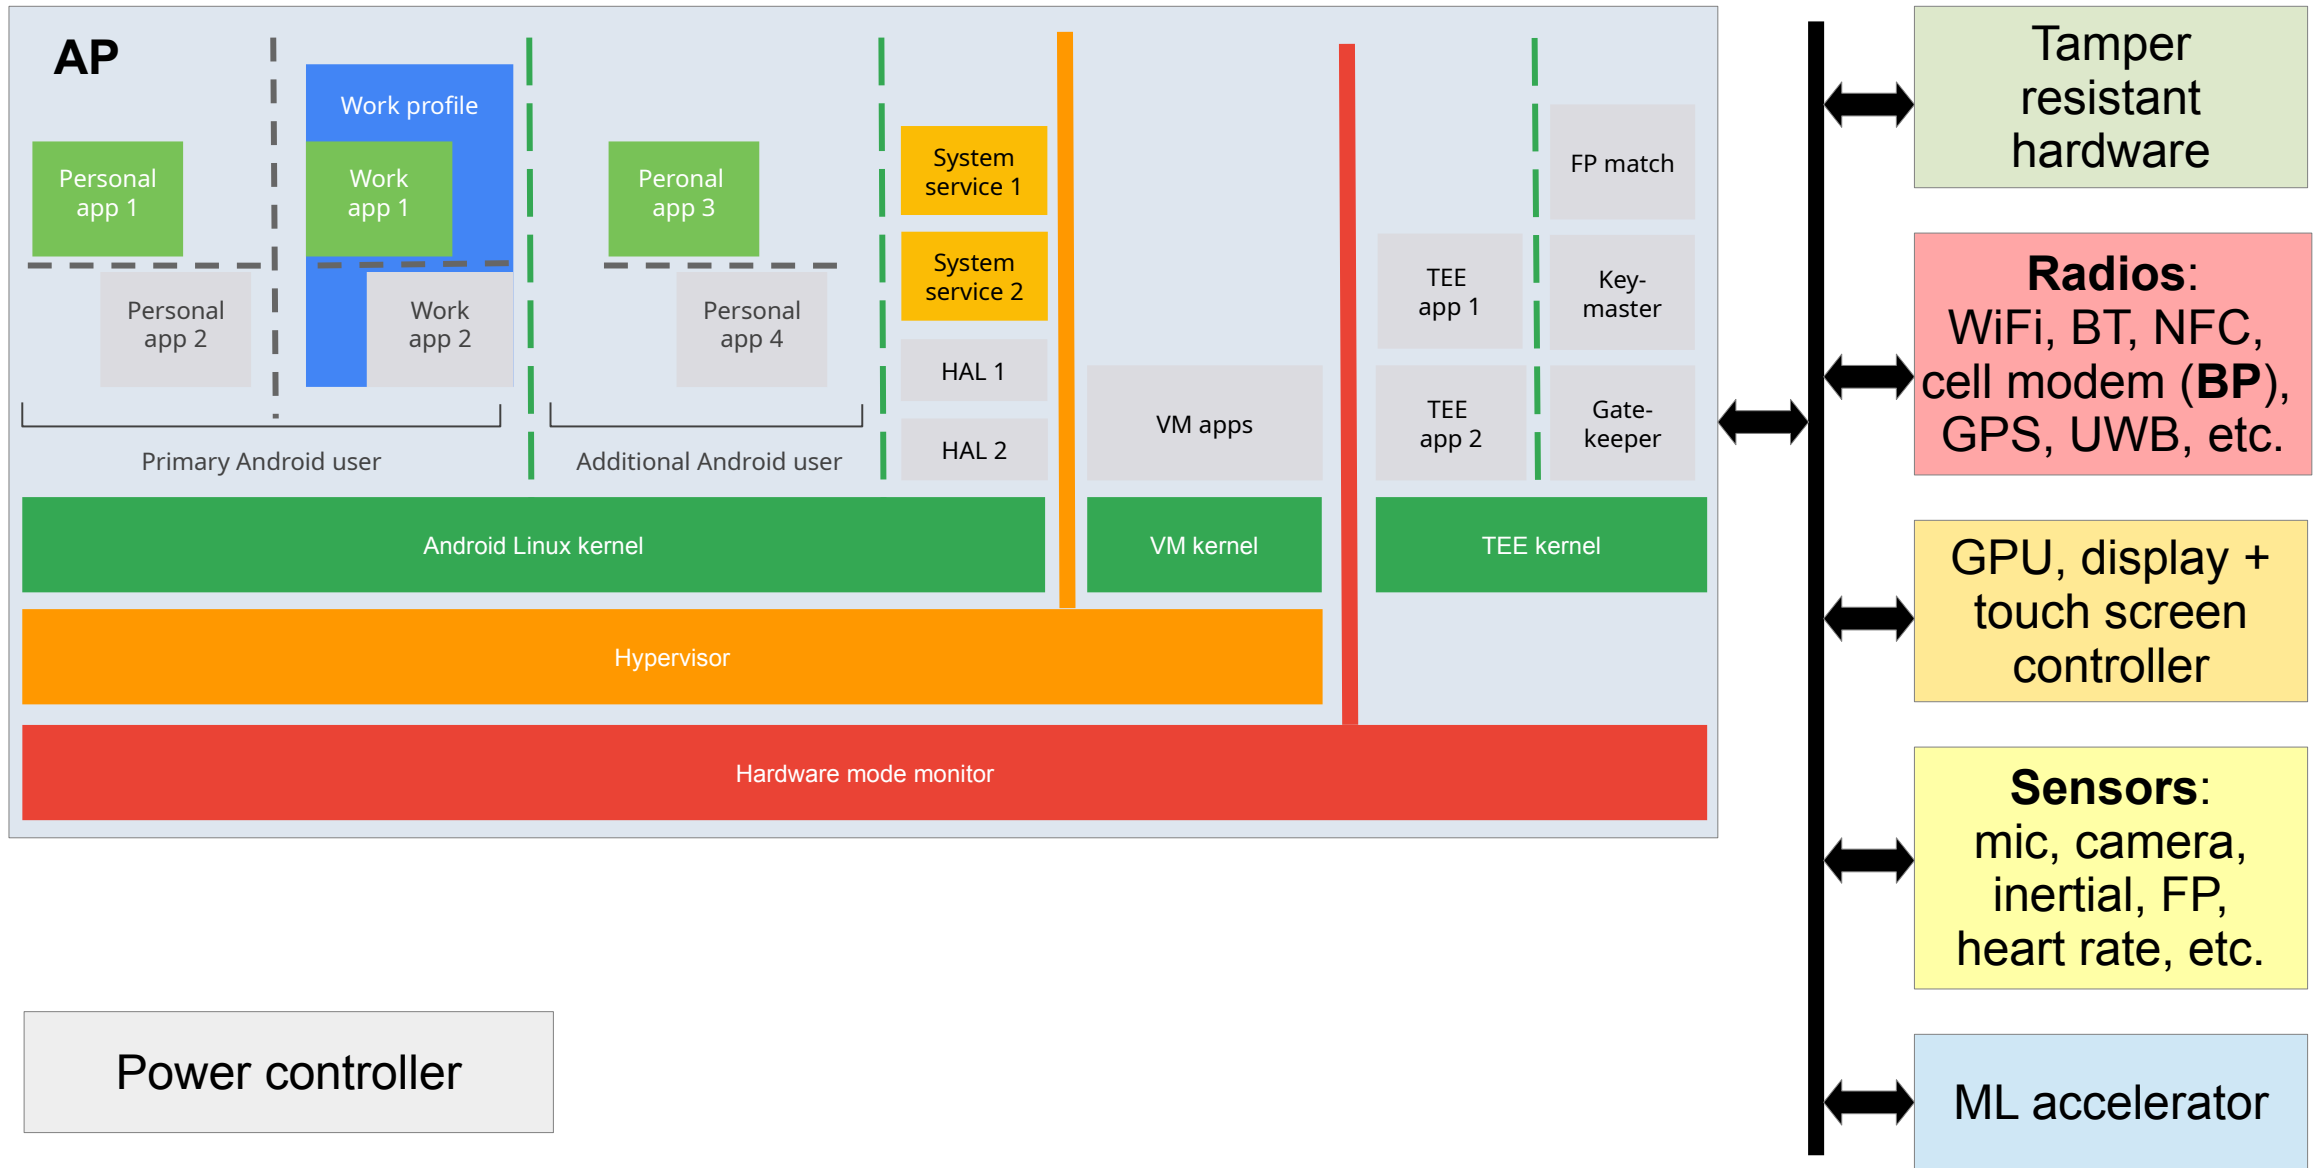 AP
Work profile
Personal
app 1
Work
app 1
Personal
app 2
Work
app 2
Primary Android user
Peronal
app 3
Personal
app 4
Additional Android user
System
service 1
System
service 2
HAL 1
HAL 2
VM apps
TEE
app 1
TEE
app 2
FP match
Key-
master
Gate-
keeper
Android Linux kernel
VM kernel
TEE kernel
Hypervisor
Hardware mode monitor
Power controller
Tamper
resistant
hardware
Radios:
WiFi, BT, NFC,
cell modem (BP),
GPS, UWB, etc.
GPU, display +
touch screen
controller
Sensors:
mic, camera,
inertial, FP,
heart rate, etc.
ML accelerator